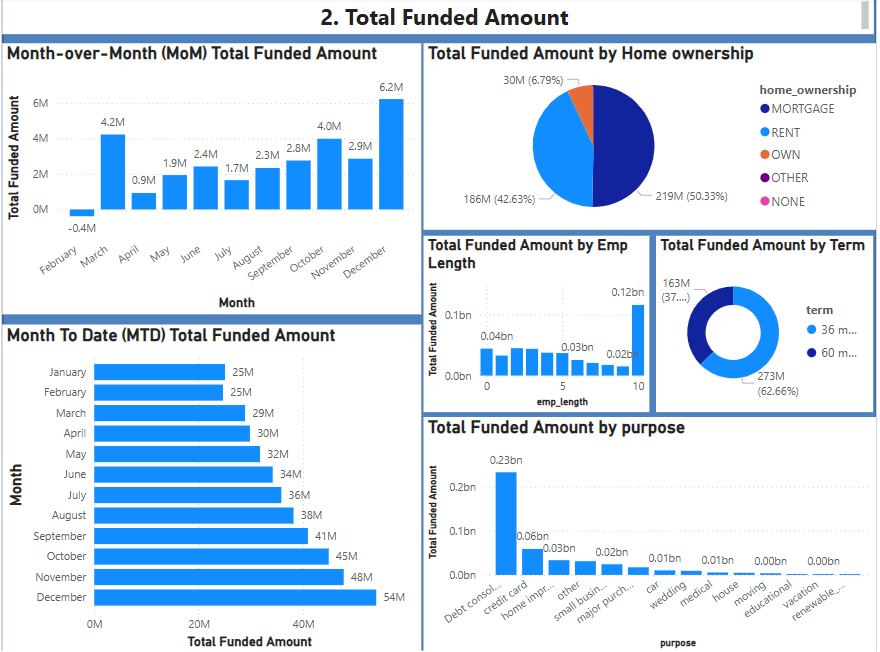 2. Total Funded Amount
Month-over-Month (MoM) Total Funded Amount
Total Funded Amount
6M
4M
2M
0M
-0.4M
4.2M
0.9M
1.9M
2.4M
1.7M
2.3M
2.8M
4.0M
2.9M
6.2M
February
March
April
May
June
July
August
September
October
November
December
Month
Month To Date (MTD) Total Funded Amount
Month
January 25M
February 25M
March 29M
April 30M
May 32M
June 34M
July 36M
August 38M
September 41M
October 45M
November 48M
December 54M
0M 20M 40M
Total Funded Amount
Total Funded Amount by Home ownership
30M (6.79%)
186M (42.63%)
219M (50.33%)
home_ownership
MORTGAGE
RENT
OWN
OTHER
NONE
Total Funded Amount by Emp
Length
Total Funded Amount
0.1bn
0.0bn
0.04bn
0.03bn
0.02bn
0.12bn
0 5 10
emp_length
Total Funded Amount by Term
163M
(37....)
273M
(62.66%)
term
36 m...
60 m...
Total Funded Amount by purpose
Total Funded Amount
0.2bn
0.1bn
0.0bn
0.23bn
0.06bn
0.03bn
0.02bn
0.01bn
0.01bn
0.00bn
0.00bn
Debt consol...
credit card
home impr...
other
small busin...
major purch...
car
wedding
medical
house
moving
educational
vacation
renewable_...
purpose